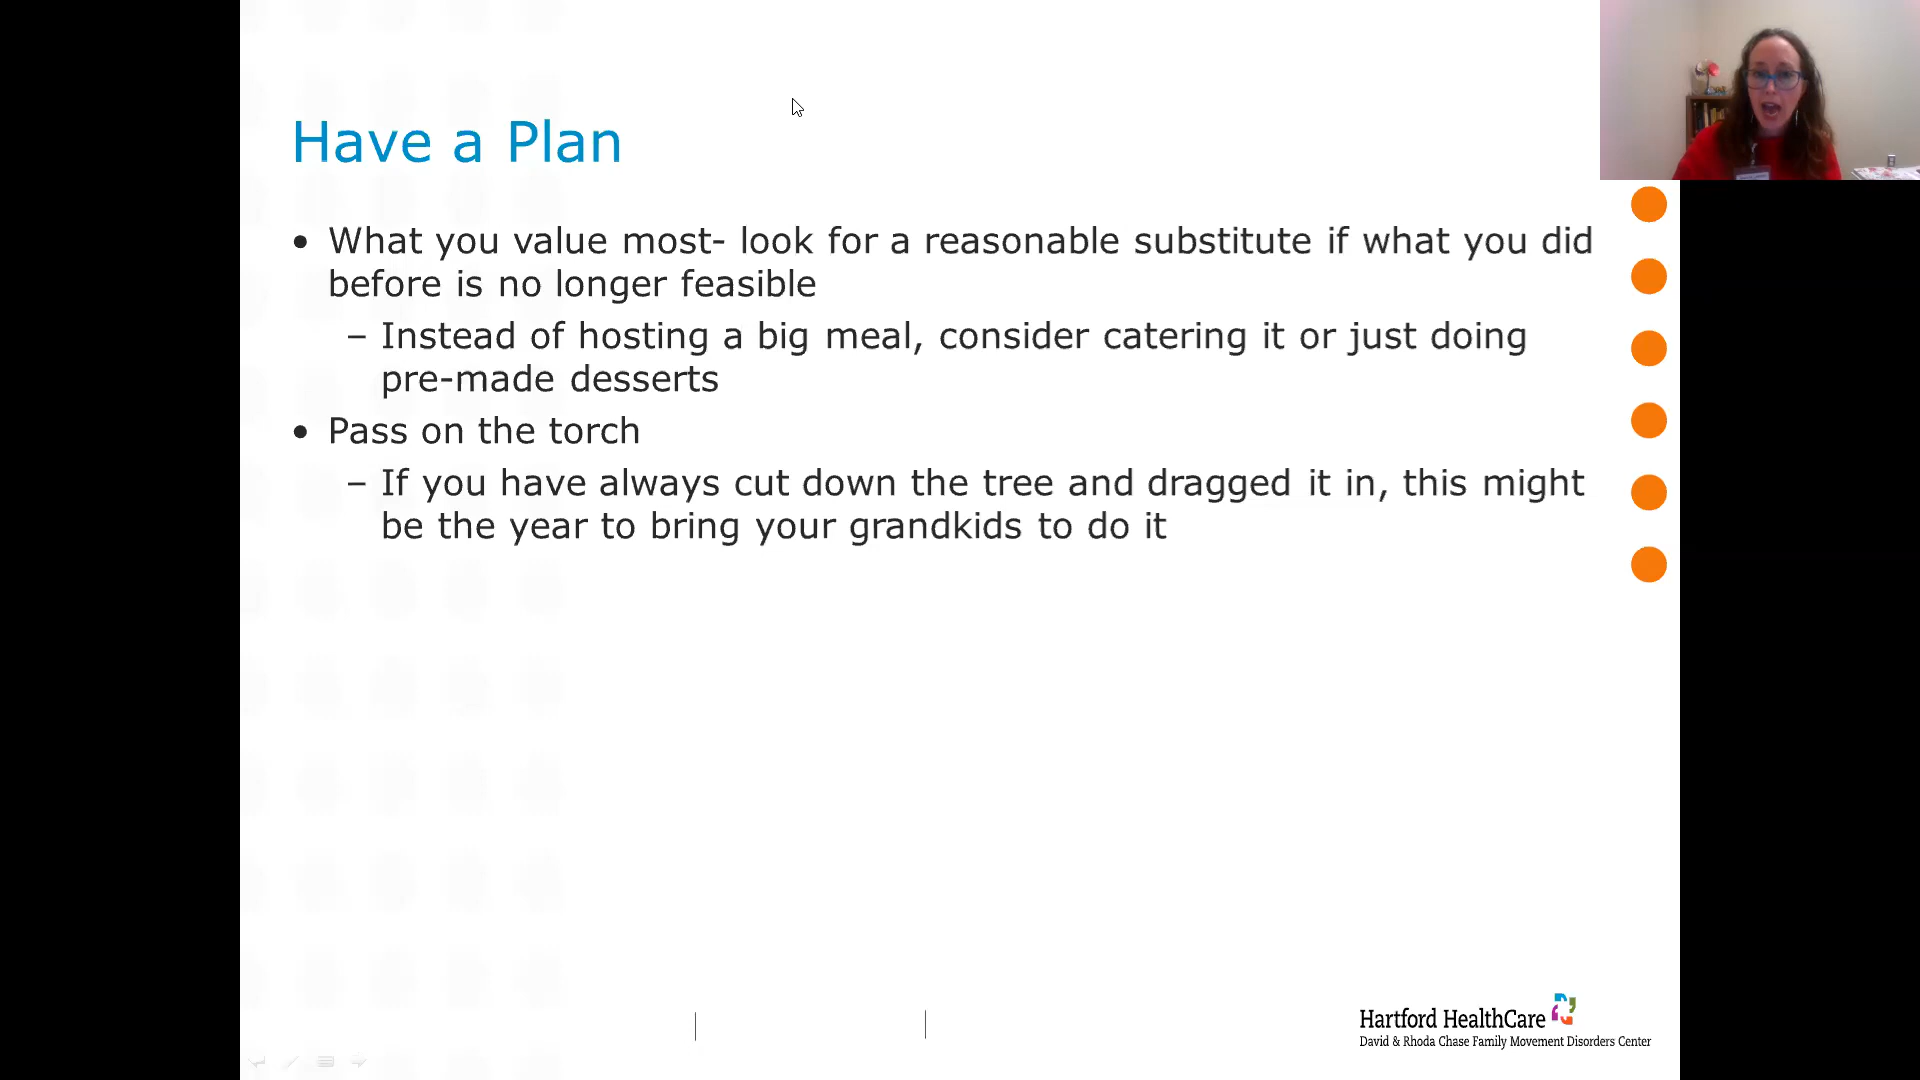 Have a Plan
• What you value most- look for a reasonable substitute if what you did
before is no longer feasible
– Instead of hosting a big meal, consider catering it or just doing
pre-made desserts
• Pass on the torch
– If you have always cut down the tree and dragged it in, this might
be the year to bring your grandkids to do it
Hartford HealthCare
David & Rhoda Chase Family Movement Disorders Center